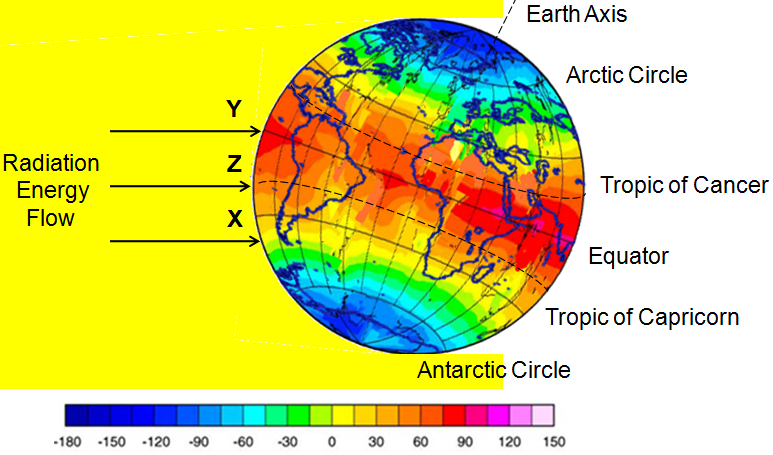 Earth Axis
Arctic Circle
Y
Radiation
Energy
Flow
Z
X
Tropic of Cancer
Equator
Tropic of Capricorn
Antarctic Circle
-180 -150 -120 -90 -60 -30 0 30 60 90 120 150